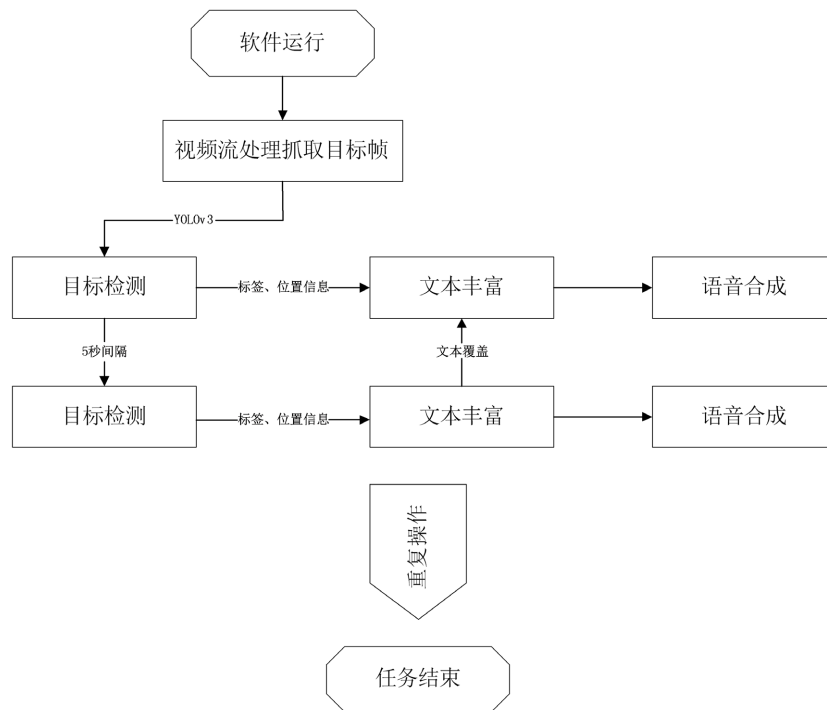 软件运行
视频流处理抓取目标帧
YOLOv3
目标检测
标签、位置信息
文本丰富
语音合成
5秒间隔
文本覆盖
目标检测
标签、位置信息
文本丰富
语音合成
重复操作
任务结束